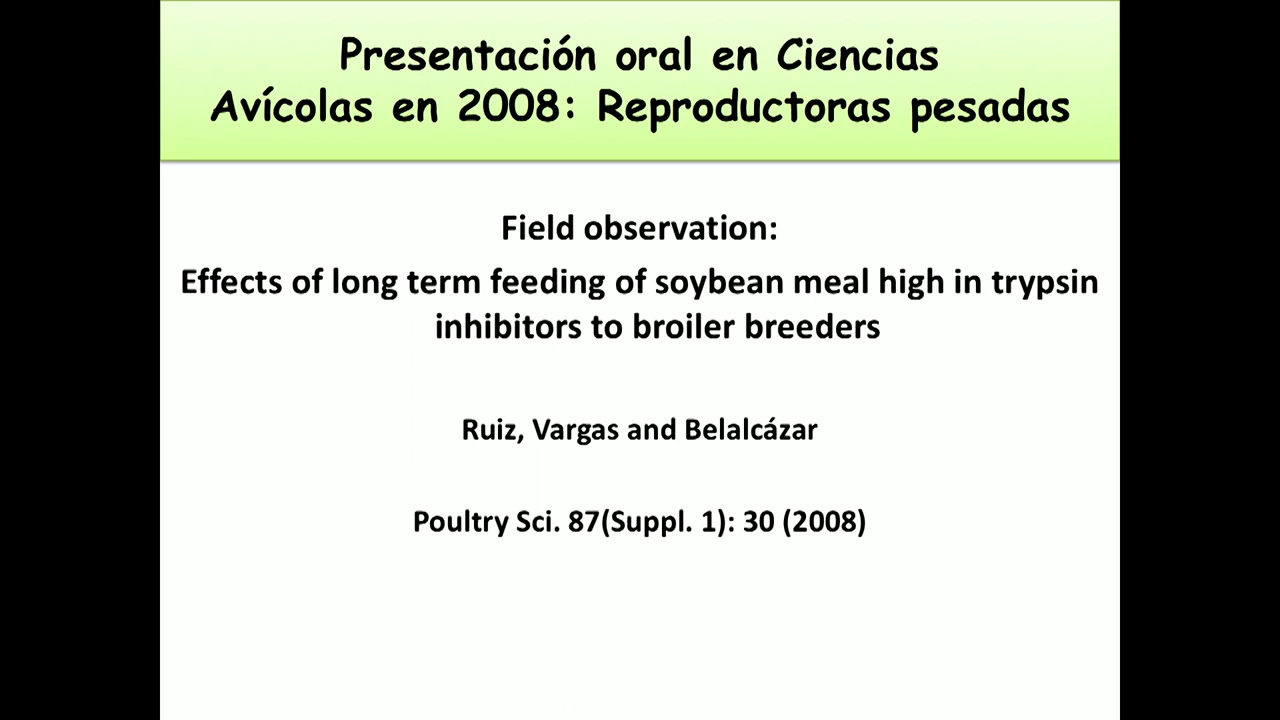 Presentación oral en Ciencias
Avícolas en 2008: Reproductoras pesadas
Field observation:
Effects of long term feeding of soybean meal high in trypsin
inhibitors to broiler breeders
Ruiz, Vargas and Belalcázar
Poultry Sci. 87(Suppl. 1): 30 (2008)